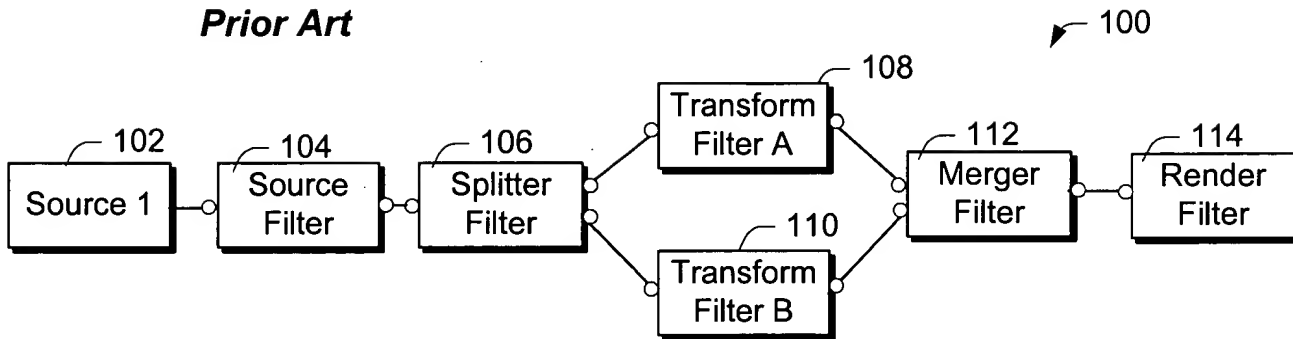 Prior Art
100
102
Source 1
104
Source
Filter
106
Splitter
Filter
108
Transform
Filter A
110
Transform
Filter B
112
Merger
Filter
114
Render
Filter